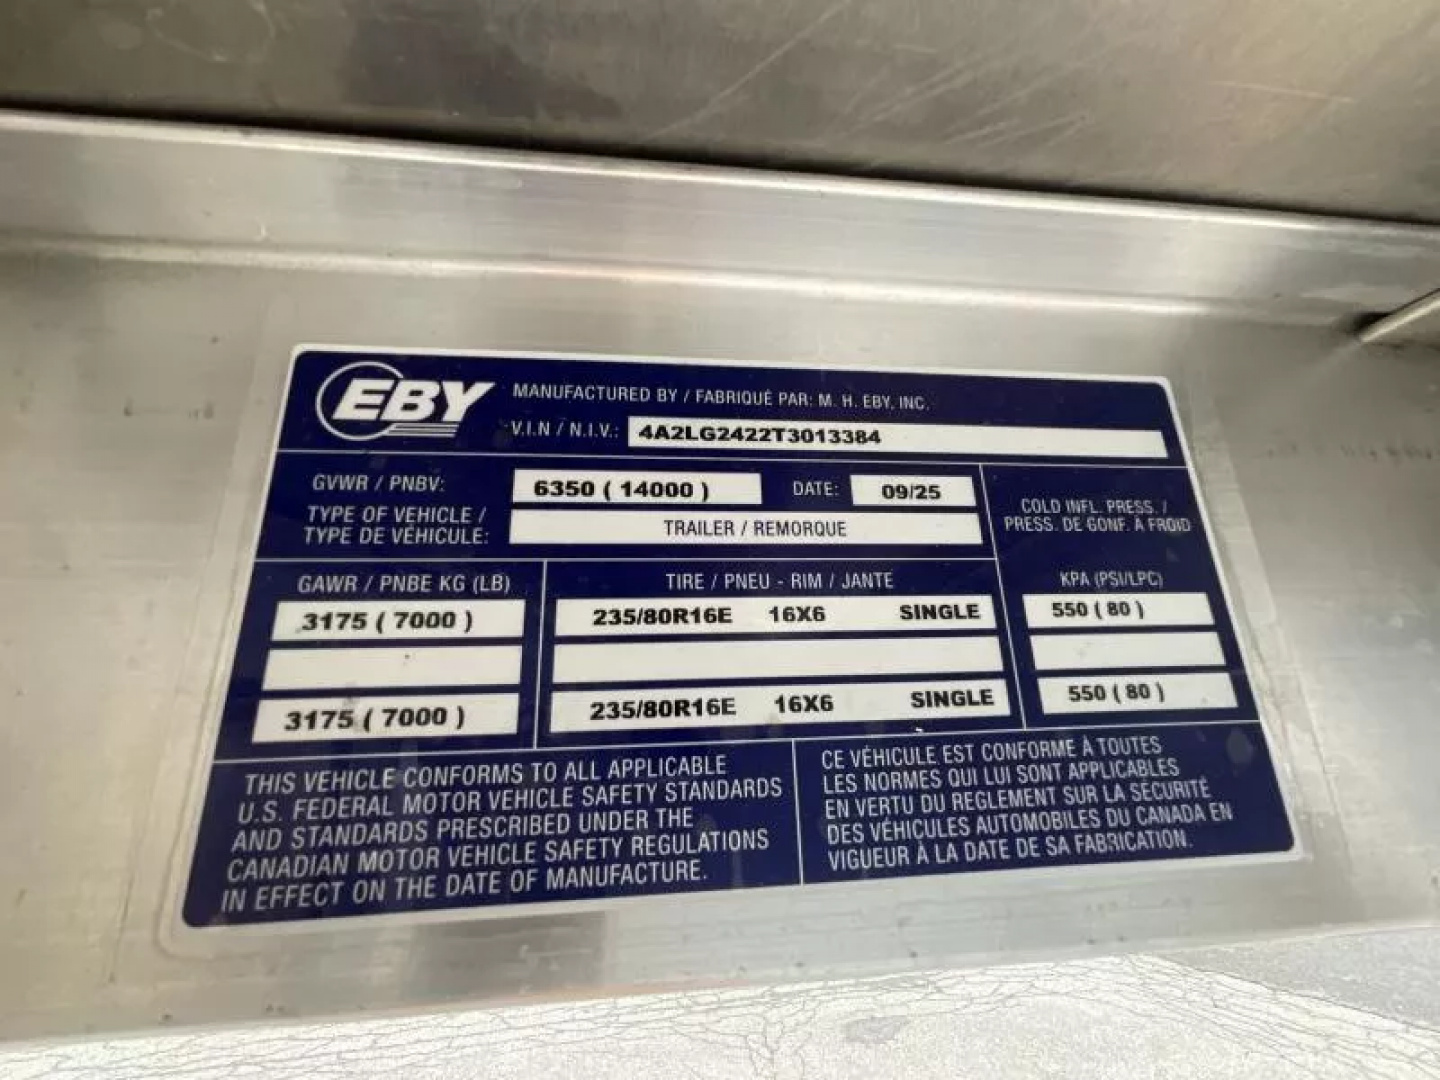 EBY MANUFACTURED BY / FABRIQUÉ PAR: M. H. EBY, INC.
V.I.N / N.I.V.: 4A2LG2422T3013384
GVWR / PNBV: 6350 ( 14000 ) DATE: 09/25
TYPE OF VEHICLE /
TYPE DE VÉHICULE: TRAILER / REMORQUE
COLD INFL. PRESS. /
PRESS. DE GONF. À FROID
GAWR / PNBE KG (LB) TIRE / PNEU - RIM / JANTE KPA (PSI/LPC)
3175 ( 7000 ) 235/80R16E 16X6 SINGLE 550 ( 80 )
3175 ( 7000 ) 235/80R16E 16X6 SINGLE 550 ( 80 )
THIS VEHICLE CONFORMS TO ALL APPLICABLE
U.S. FEDERAL MOTOR VEHICLE SAFETY STANDARDS
AND STANDARDS PRESCRIBED UNDER THE
CANADIAN MOTOR VEHICLE SAFETY REGULATIONS
IN EFFECT ON THE DATE OF MANUFACTURE.
CE VÉHICULE EST CONFORME À TOUTES
LES NORMES QUI LUI SONT APPLICABLES
EN VERTU DU REGLEMENT SUR LA SÉCURITÉ
DES VÉHICULES AUTOMOBILES DU CANADA EN
VIGUEUR À LA DATE DE SA FABRICATION.